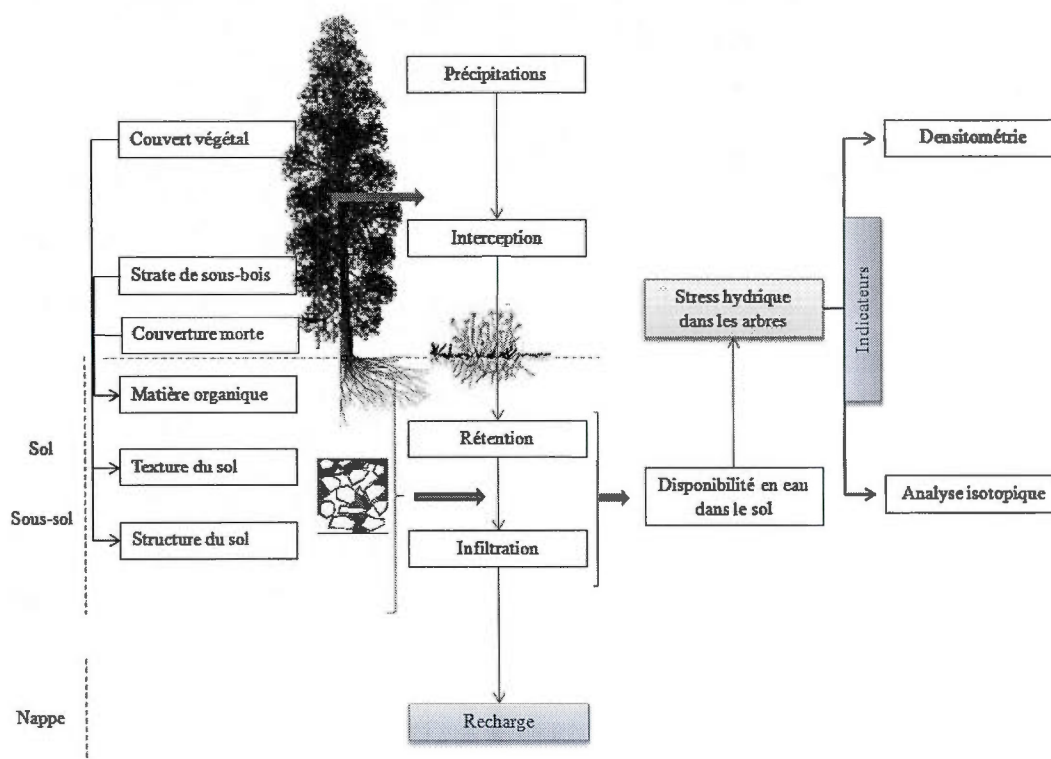 Précipitations
Couvert végétal
Densitométrie
Interception
Strate de sous-bois
Stress hydrique
dans les arbres
Indicateurs
Couverture morte
Matière organique
Sol
Rétention
Texture du sol
Disponibilité en eau
dans le sol
Analyse isotopique
Sous-sol
Structure du sol
Infiltration
Nappe
Recharge